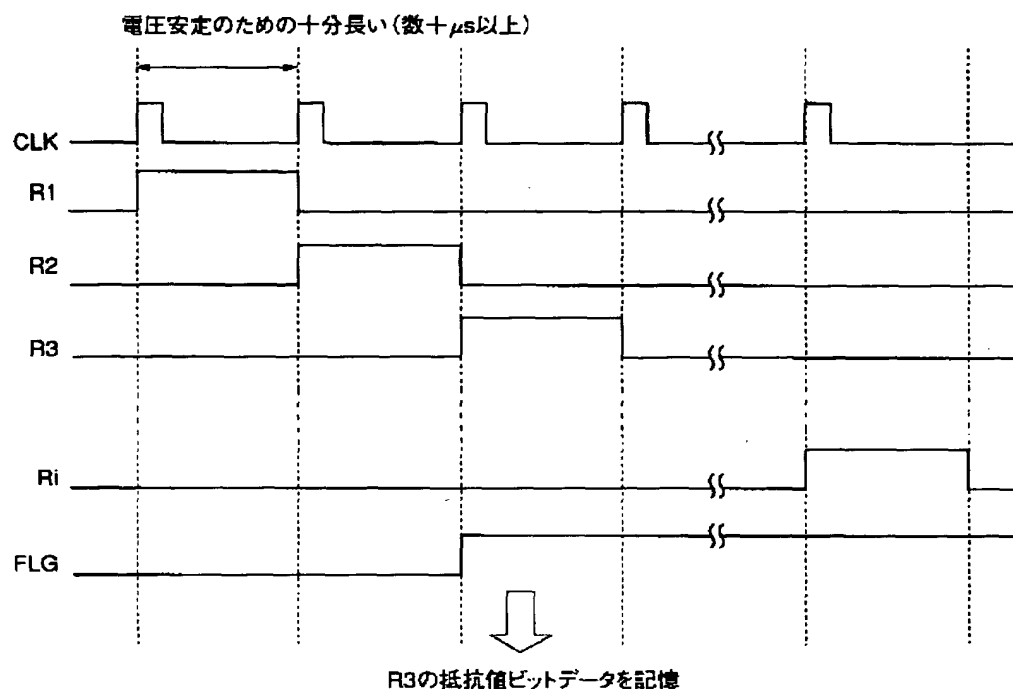 電圧安定のための十分長い(数十μs以上)
CLK
R1
R2
R3
Ri
FLG
R3の抵抗値ビットデータを記憶